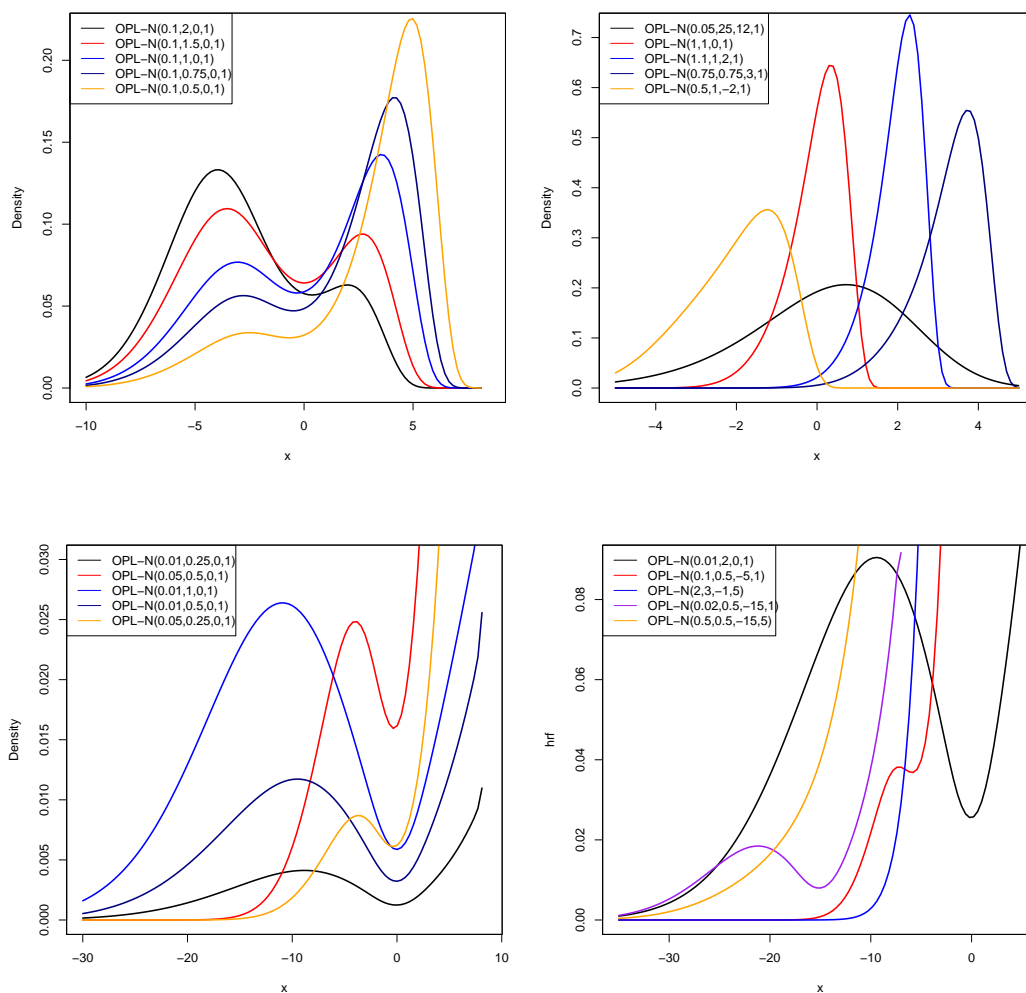 OPL−N(0.1,2,0,1)
OPL−N(0.1,1.5,0,1)
OPL−N(0.1,1,0,1)
OPL−N(0.1,0.75,0,1)
OPL−N(0.1,0.5,0,1)
Density
0.00
0.05
0.10
0.15
0.20
−10
−5
0
5
x
OPL−N(0.05,25,12,1)
OPL−N(1,1,0,1)
OPL−N(1.1,1,2,1)
OPL−N(0.75,0.75,3,1)
OPL−N(0.5,1,−2,1)
Density
0.0
0.1
0.2
0.3
0.4
0.5
0.6
0.7
−4
−2
0
2
4
x
OPL−N(0.01,0.25,0,1)
OPL−N(0.05,0.5,0,1)
OPL−N(0.01,1,0,1)
OPL−N(0.01,0.5,0,1)
OPL−N(0.05,0.25,0,1)
Density
0.000
0.005
0.010
0.015
0.020
0.025
0.030
−30
−20
−10
0
10
x
OPL−N(0.01,2,0,1)
OPL−N(0.1,0.5,−5,1)
OPL−N(2,3,−1,5)
OPL−N(0.02,0.5,−15,1)
OPL−N(0.5,0.5,−15,5)
hrf
0.00
0.02
0.04
0.06
0.08
−30
−20
−10
0
x